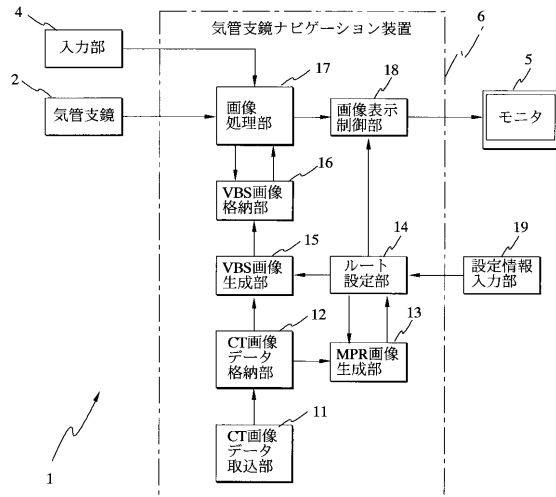 気管支鏡ナビゲーション装置
4
入力部
2
気管支鏡
17
画像
処理部
18
画像表示
制御部
6
5
モニタ
16
VBS画像
格納部
15
VBS画像
生成部
14
ルート
設定部
19
設定情報
入力部
12
CT画像
データ
格納部
13
MPR画像
生成部
11
CT画像
データ
取込部
1